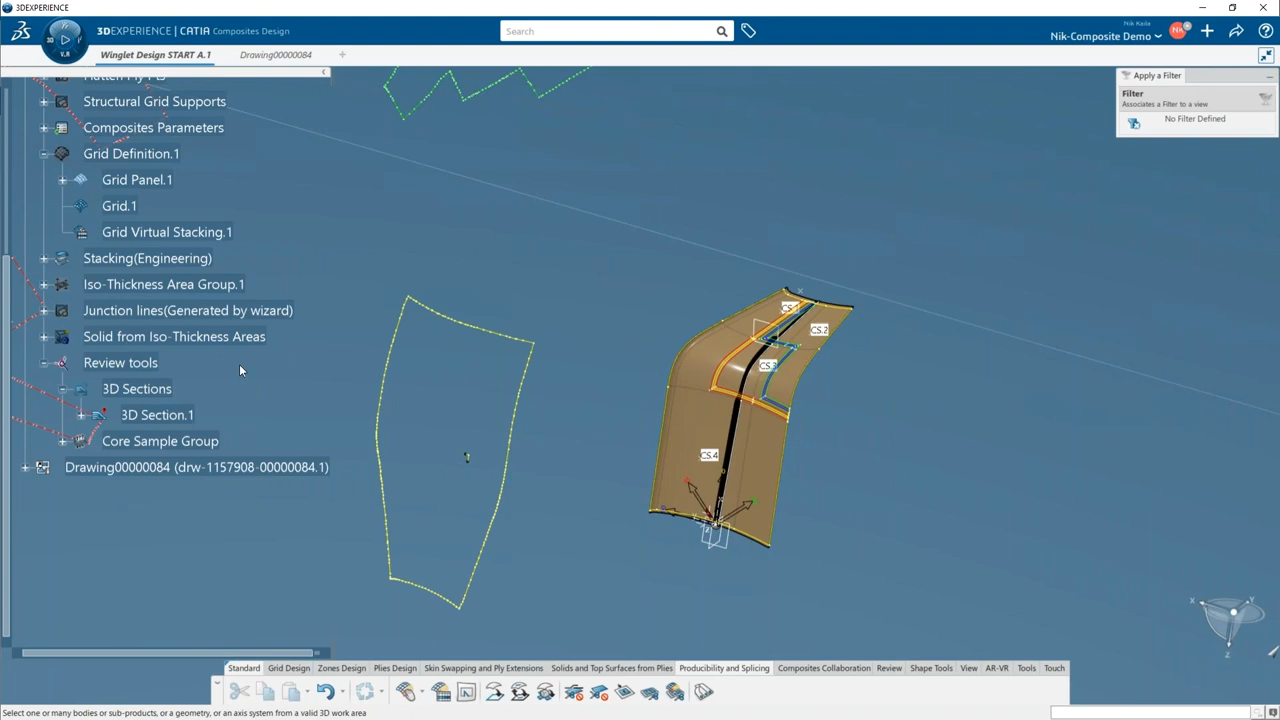 3DEXPERIENCE
3DEXPERIENCE | CATIA Composites Design
Search
Nik Kada
Nik-Composite Demo
V.R
Winglet Design START A.1
Drawing00000084
Structural Grid Supports
Composites Parameters
Grid Definition.1
Grid Panel.1
Grid.1
Grid Virtual Stacking.1
Stacking(Engineering)
Iso-Thickness Area Group.1
Junction lines(Generated by wizard)
Solid from Iso-Thickness Areas
Review tools
3D Sections
3D Section.1
Core Sample Group
Drawing00000084 (drw-1157908-00000084.1)
CS.2
CS.3
CS.4
Apply a Filter
Filter
Associates a Filter to a view
No Filter Defined
X
Y
Z
Standard Grid Design Zones Design Plies Design Skin Swapping and Ply Extensions Solids and Top Surfaces from Plies Producibility and Splicing Composites Collaboration Review Shape Tools View AR-VR Tools Touch
Select one or many bodies or sub-products, or a geometry, or an axis system from a valid 3D work area